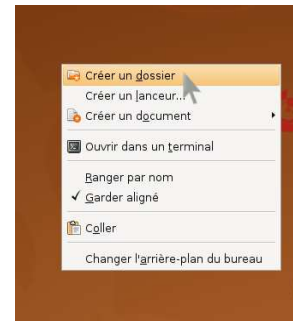 Créer un dossier
Créer un lanceur...
Créer un document
Ouvrir dans un terminal
Ranger par nom
Garder aligné
Coller
Changer l'arrière-plan du bureau